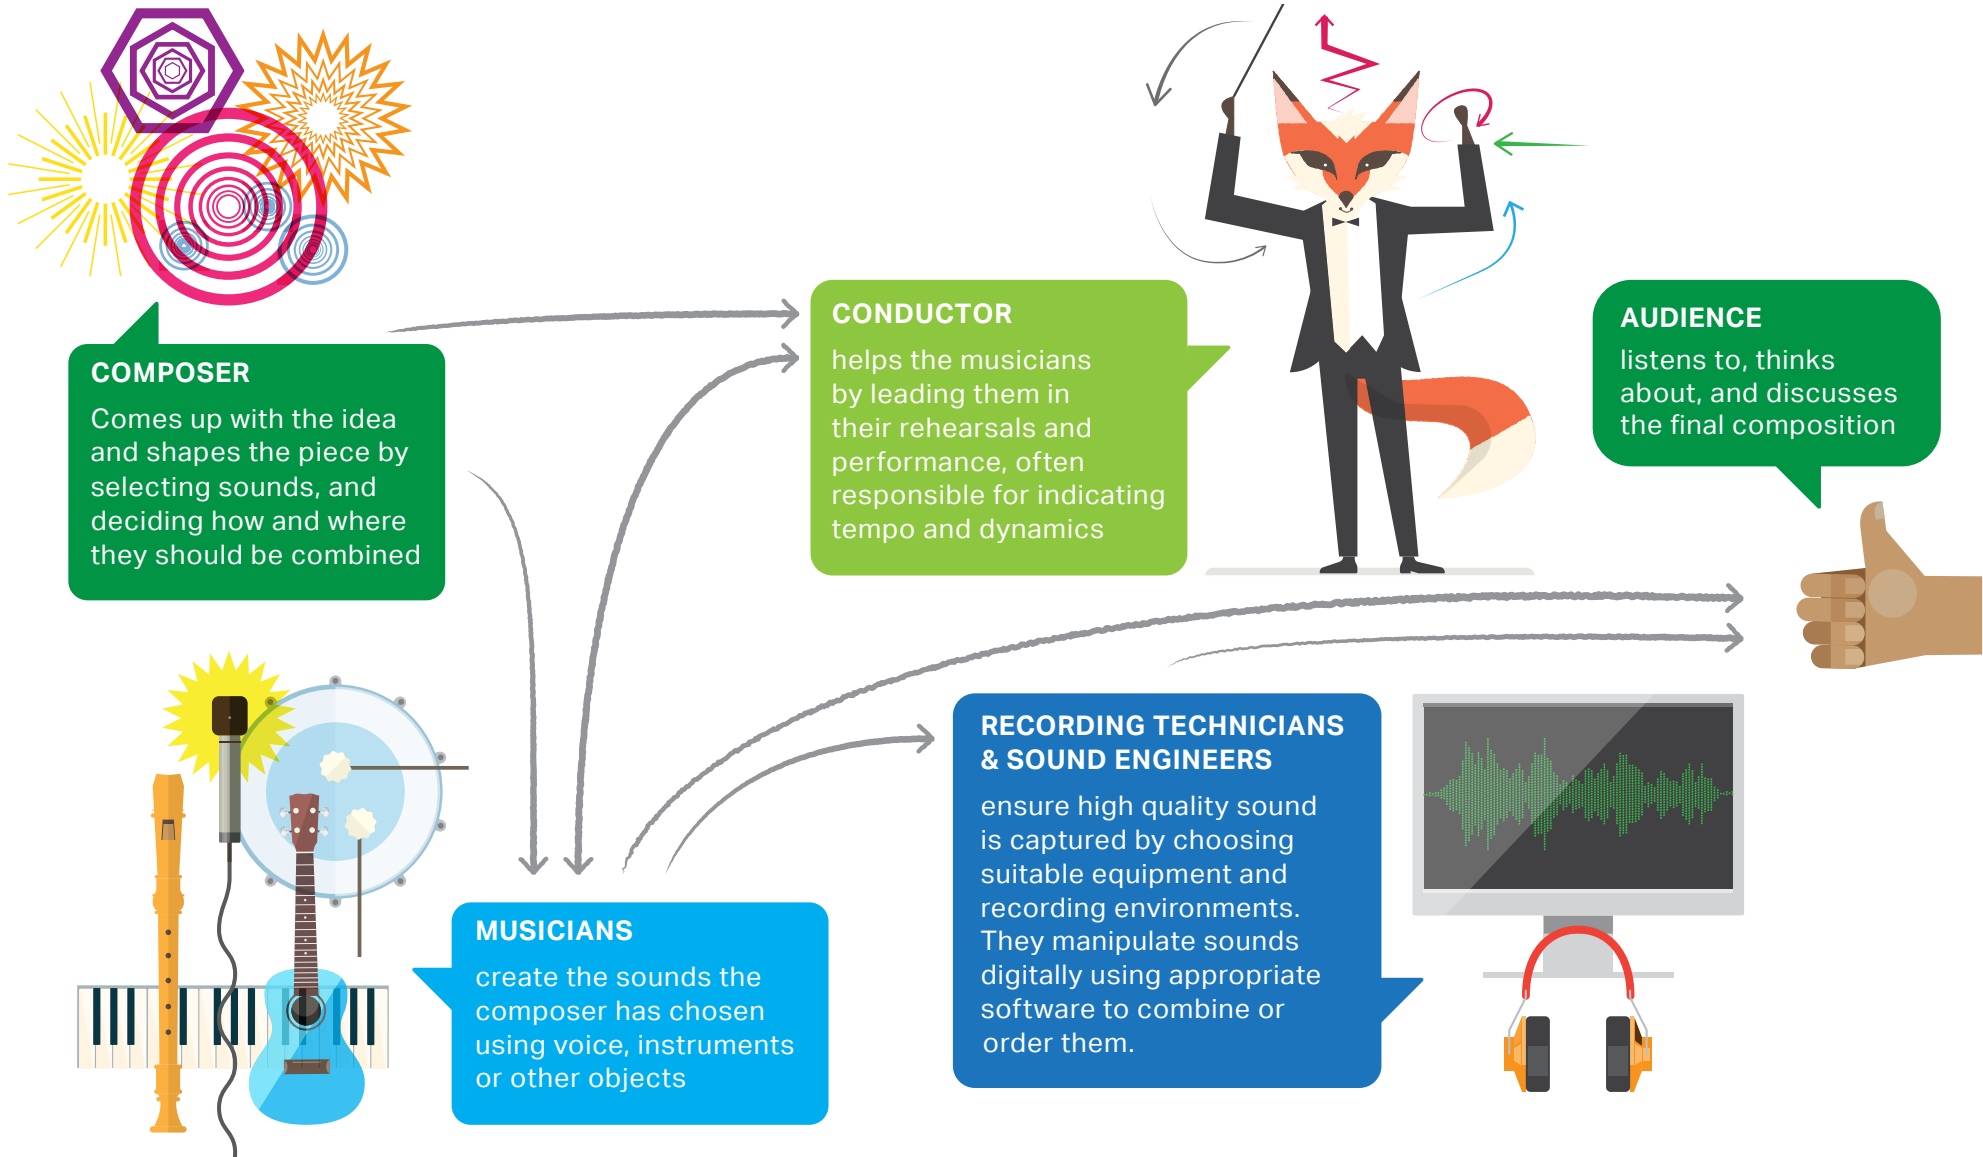 COMPOSER
Comes up with the idea
and shapes the piece by
selecting sounds, and
deciding how and where
they should be combined
CONDUCTOR
helps the musicians
by leading them in
their rehearsals and
performance, often
responsible for indicating
tempo and dynamics
AUDIENCE
listens to, thinks
about, and discusses
the final composition
MUSICIANS
create the sounds the
composer has chosen
using voice, instruments
or other objects
RECORDING TECHNICIANS
& SOUND ENGINEERS
ensure high quality sound
is captured by choosing
suitable equipment and
recording environments.
They manipulate sounds
digitally using appropriate
software to combine or
order them.